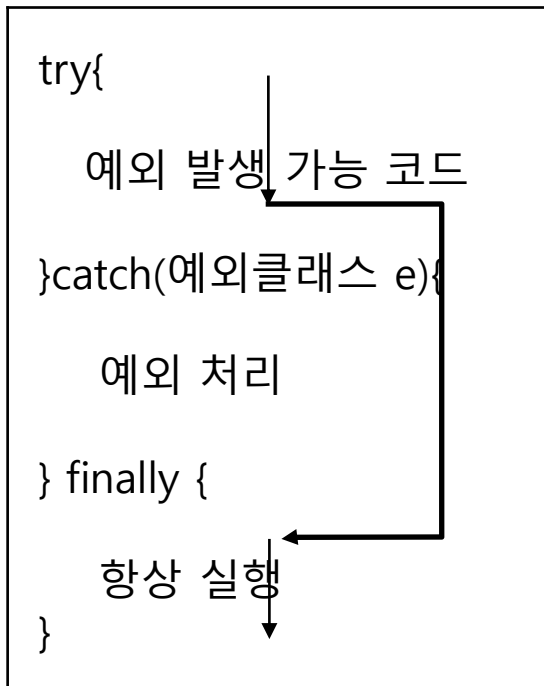 try{
예외 발생 가능 코드
}catch(예외클래스 e){
예외 처리
} finally {
항상 실행
}